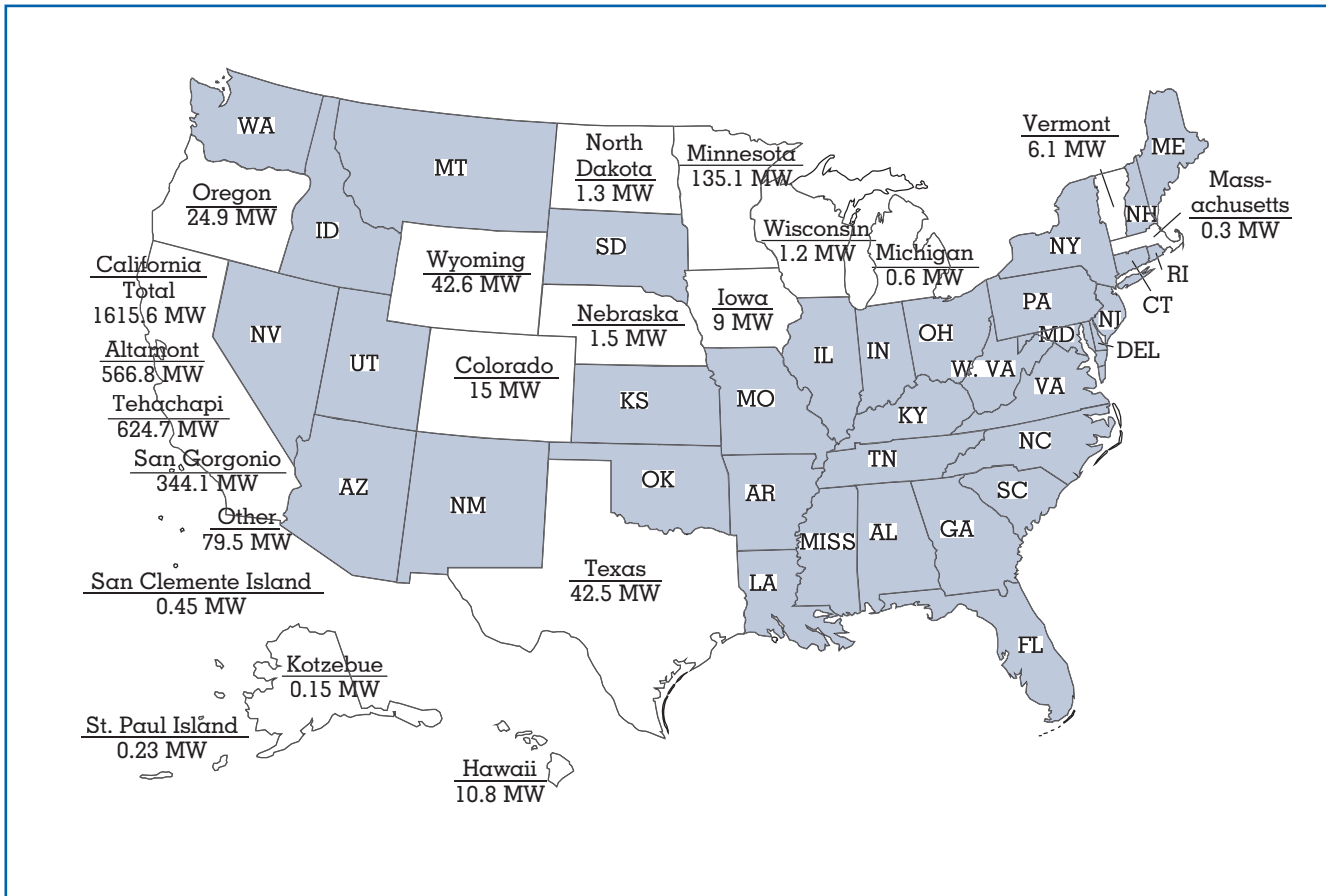 WA
MT
North
Dakota
1.3 MW
Minnesota
135.1 MW
Vermont
6.1 MW
ME
Mass-
achusetts
0.3 MW
NH
Oregon
24.9 MW
ID
SD
Wisconsin
1.2 MW
Michigan
0.6 MW
NY
RI
CT
California
Total
1615.6 MW
Wyoming
42.6 MW
Nebraska
1.5 MW
Iowa
9 MW
PA
NJ
MD
DEL
OH
IN
IL
W. VA
VA
NV
UT
Colorado
15 MW
Altamont
566.8 MW
Tehachapi
624.7 MW
KS
MO
KY
NC
TN
San Gorgonio
344.1 MW
AZ
NM
OK
AR
SC
Other
79.5 MW
MISS
AL
GA
San Clemente Island
0.45 MW
Texas
42.5 MW
LA
FL
Kotzebue
0.15 MW
St. Paul Island
0.23 MW
Hawaii
10.8 MW